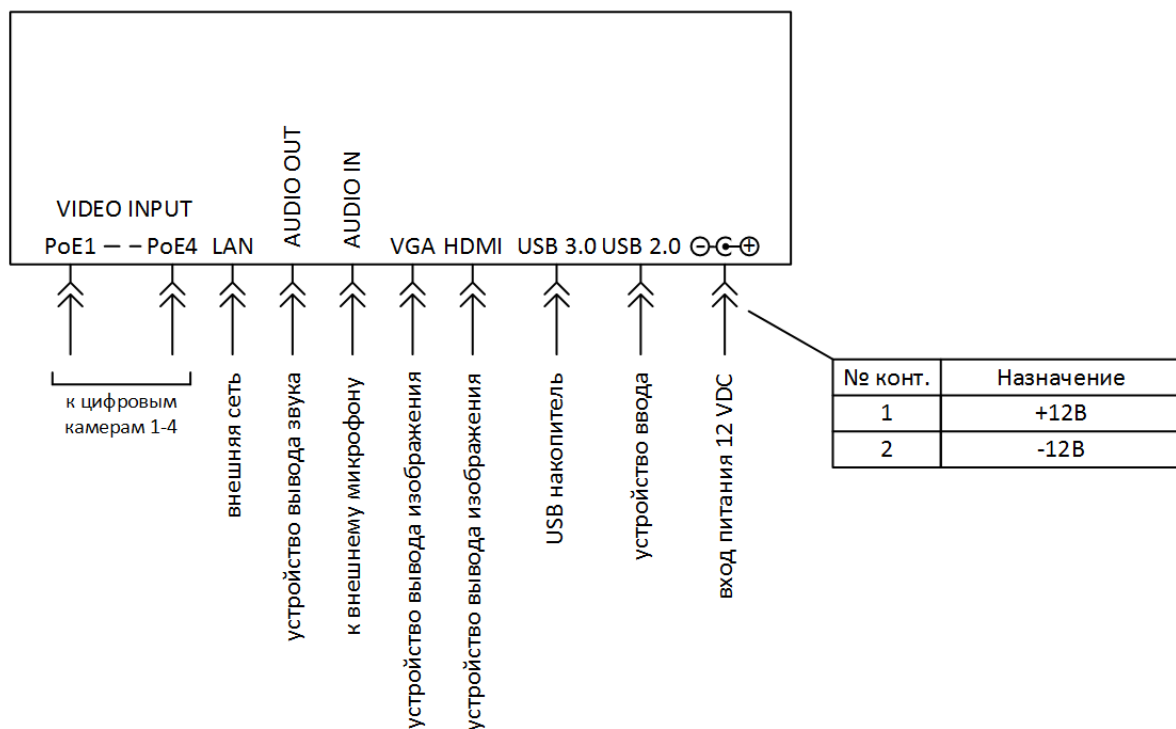 VIDEO INPUT
AUDIO OUT
AUDIO IN
PoE1 – – PoE4 LAN VGA HDMI USB 3.0 USB 2.0
к цифровым
камерам 1-4
внешняя сеть
устройство вывода звука
к внешнему микрофону
устройство вывода изображения
устройство вывода изображения
USB накопитель
устройство ввода
вход питания 12 VDC
№ конт. Назначение
1 +12В
2 -12В